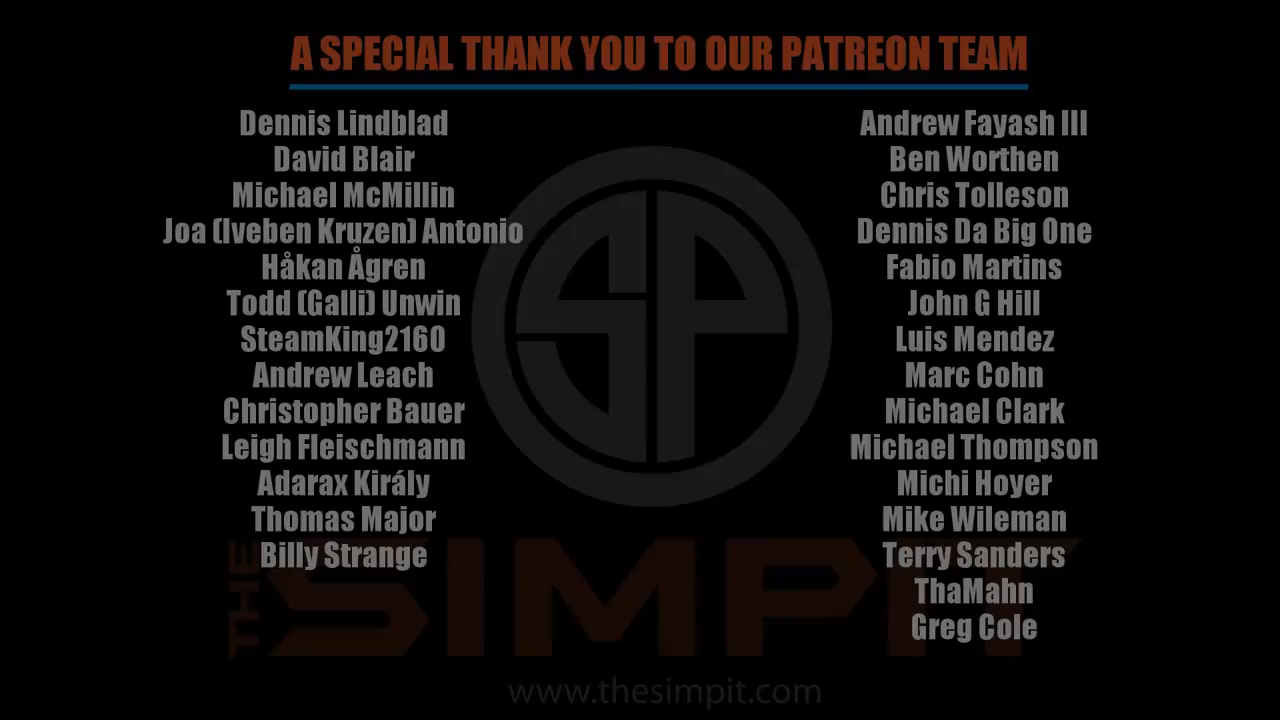 A SPECIAL THANK YOU TO OUR PATREON TEAM
Dennis Lindblad
David Blair
Michael McMillin
Joa (Iveben Kruzen) Antonio
Håkan Ågren
Todd (Galli) Unwin
SteamKing2160
Andrew Leach
Christopher Bauer
Leigh Fleischmann
Adarax Király
Thomas Major
Billy Strange
Andrew Fayash III
Ben Worthen
Chris Tolleson
Dennis Da Big One
Fabio Martins
John G Hill
Luis Mendez
Marc Cohn
Michael Clark
Michael Thompson
Michi Hoyer
Mike Wileman
Terry Sanders
ThaMahn
Greg Cole
SP
THE SIMPIT
www.thesimpit.com